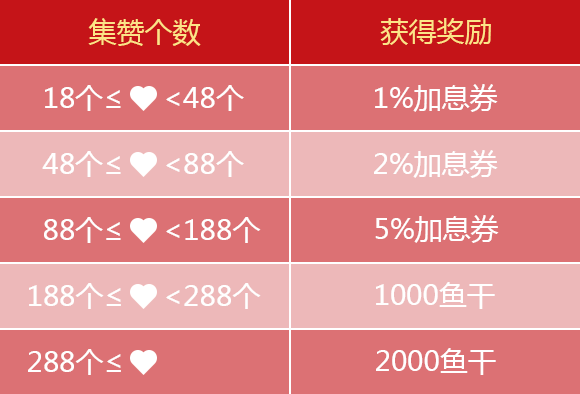 集赞个数 获得奖励
18个≤ ♥ <48个 1%加息券
48个≤ ♥ <88个 2%加息券
88个≤ ♥ <188个 5%加息券
188个≤ ♥ <288个 1000鱼干
288个≤ ♥ 2000鱼干